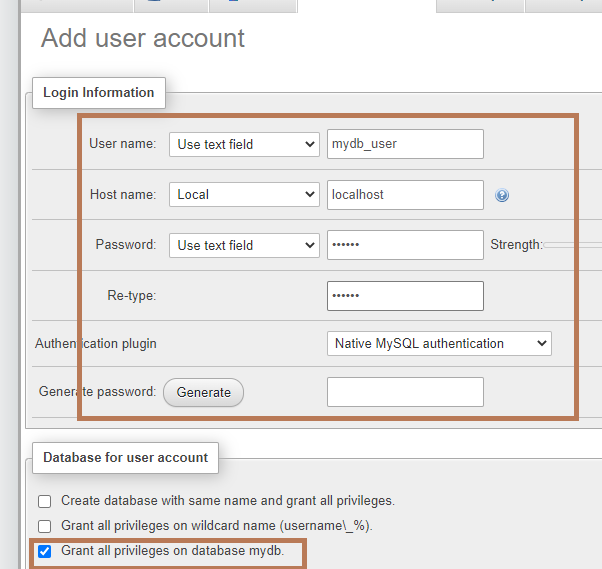 Add user account
Login Information
User name: Use text field mydb_user
Host name: Local localhost
Password: Use text field •••••• Strength:
Re-type: ••••••
Authentication plugin Native MySQL authentication
Generate password: Generate
Database for user account
Create database with same name and grant all privileges.
Grant all privileges on wildcard name (username\_%).
Grant all privileges on database mydb.